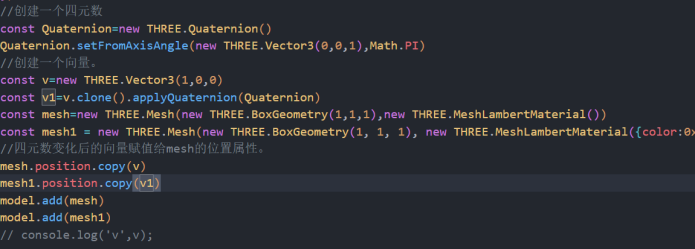 //创建一个四元数
const Quaternion=new THREE.Quaternion()
Quaternion.setFromAxisAngle(new THREE.Vector3(0,0,1),Math.PI)
//创建一个向量。
const v=new THREE.Vector3(1,0,0)
const v1=v.clone().applyQuaternion(Quaternion)
const mesh=new THREE.Mesh(new THREE.BoxGeometry(1,1,1),new THREE.MeshLambertMaterial())
const mesh1 = new THREE.Mesh(new THREE.BoxGeometry(1, 1, 1), new THREE.MeshLambertMaterial({color:0x
//四元数变化后的向量赋值给mesh的位置属性。
mesh.position.copy(v)
mesh1.position.copy(v1)
model.add(mesh)
model.add(mesh1)
// console.log('v',v);